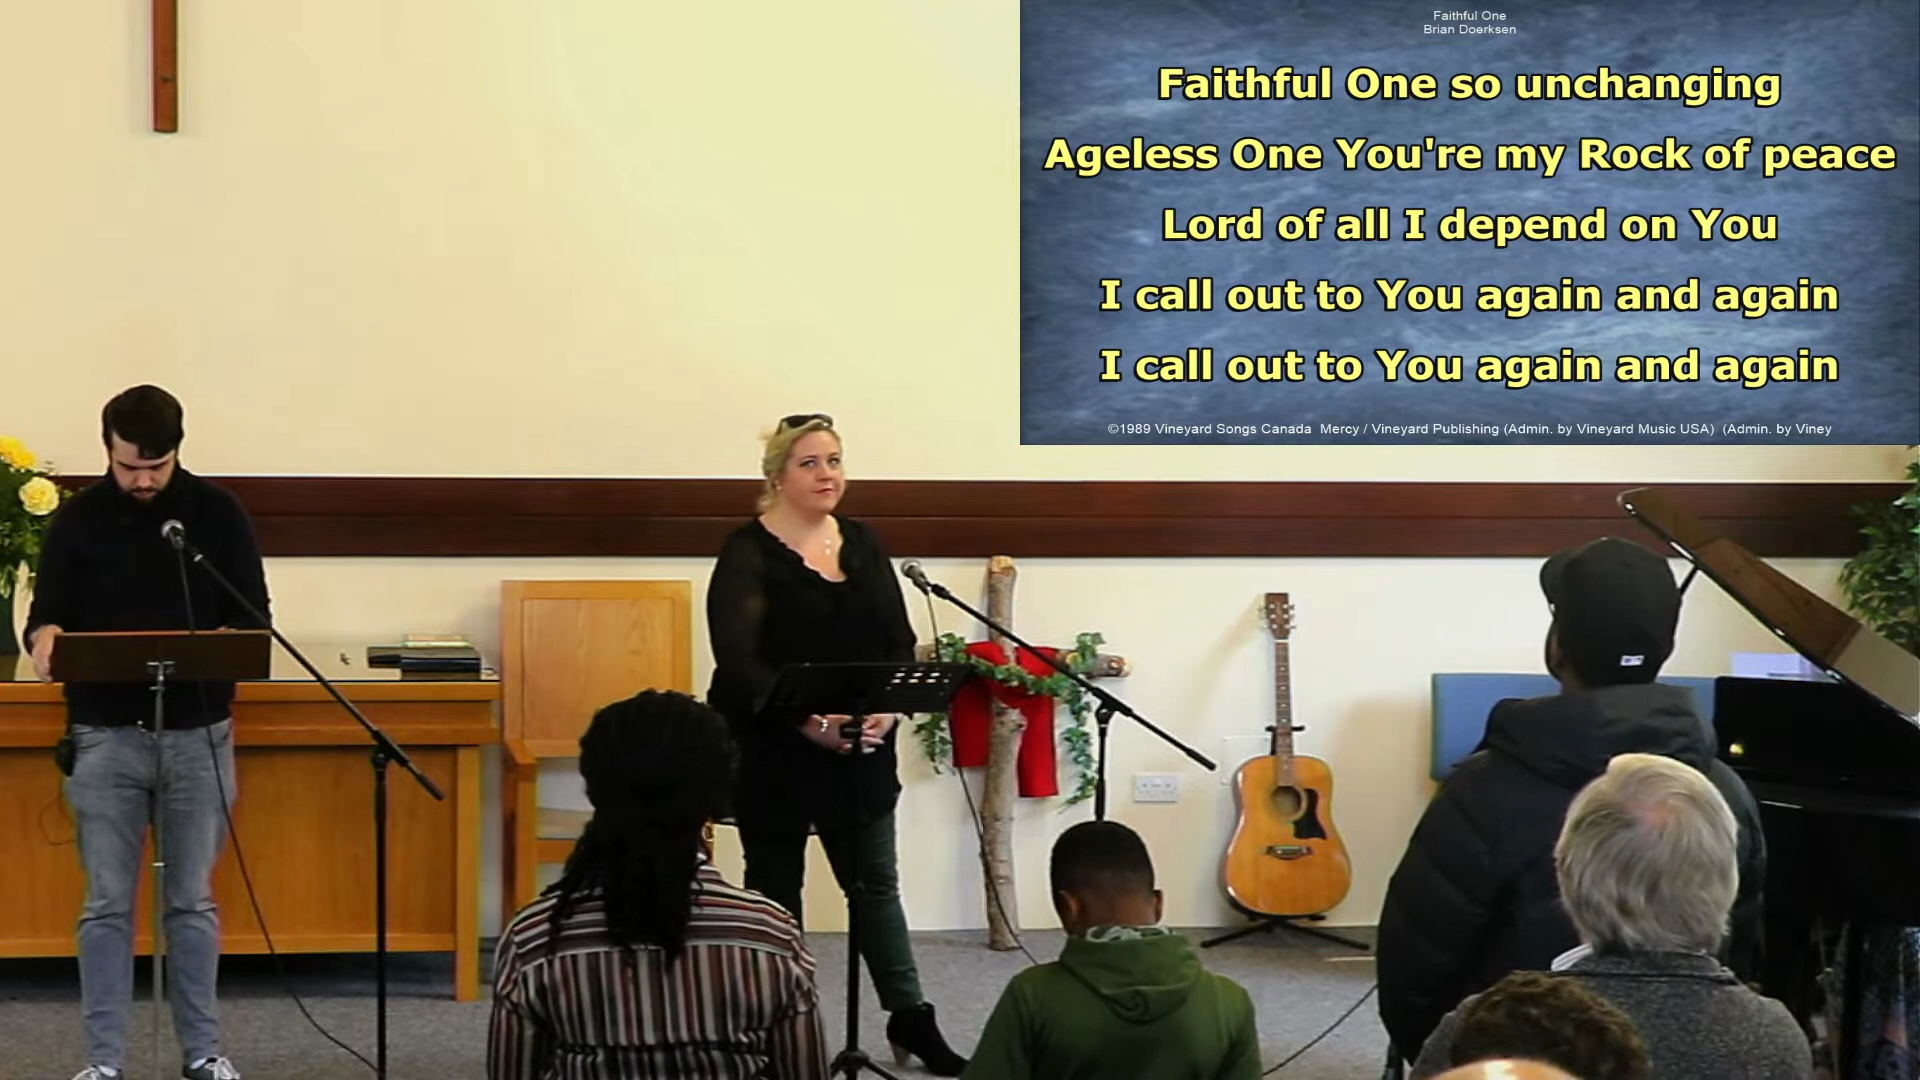 Faithful One
Brian Doerksen
Faithful One so unchanging
Ageless One You're my Rock of peace
Lord of all I depend on You
I call out to You again and again
I call out to You again and again
©1989 Vineyard Songs Canada  Mercy / Vineyard Publishing (Admin. by Vineyard Music USA)  (Admin. by Viney